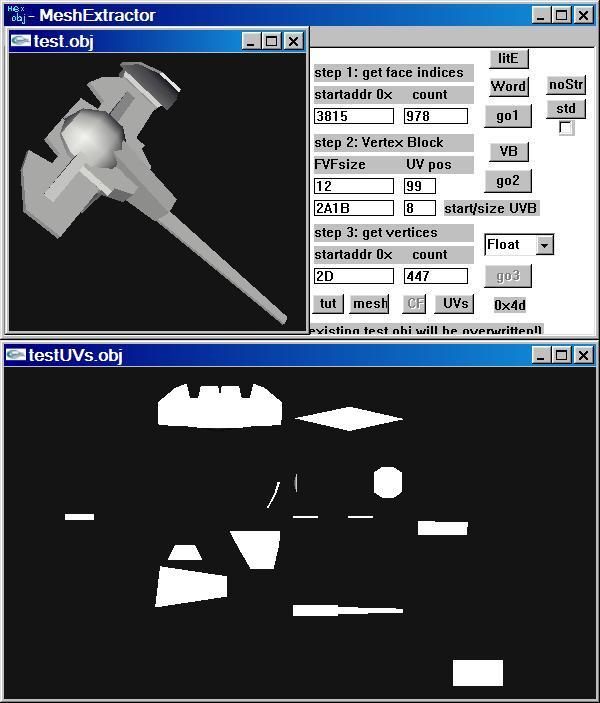 Hex
obj - MeshExtractor
test.obj
litE
step 1: get face indices
Word
noStr
startaddr 0x count
std
3815 978
go1
step 2: Vertex Block
VB
FVFsize UV pos
go2
12 99
2A1B 8 start/size UVB
step 3: get vertices
Float
startaddr 0x count
2D 447
go3
tut mesh CF UVs 0x4d
existing test.obj will be overwritten!)
testUVs.obj